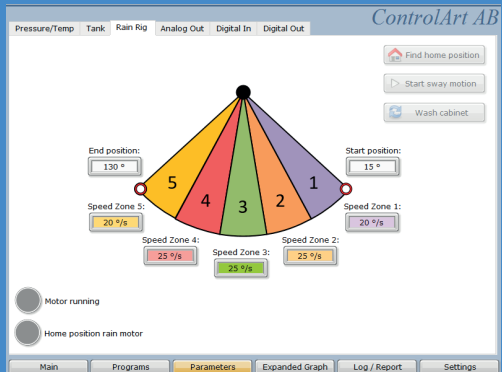 ControlArt AB
Pressure/Temp Tank Rain Rig Analog Out Digital In Digital Out
Find home position
Start sway motion
Wash cabinet
End position:
130 °
Start position:
15 °
5
4
3
2
1
Speed Zone 5:
20 °/s
Speed Zone 1:
20 °/s
Speed Zone 4:
25 °/s
Speed Zone 3:
25 °/s
Speed Zone 2:
25 °/s
Motor running
Home position rain motor
Main Programs Parameters Expanded Graph Log / Report Settings